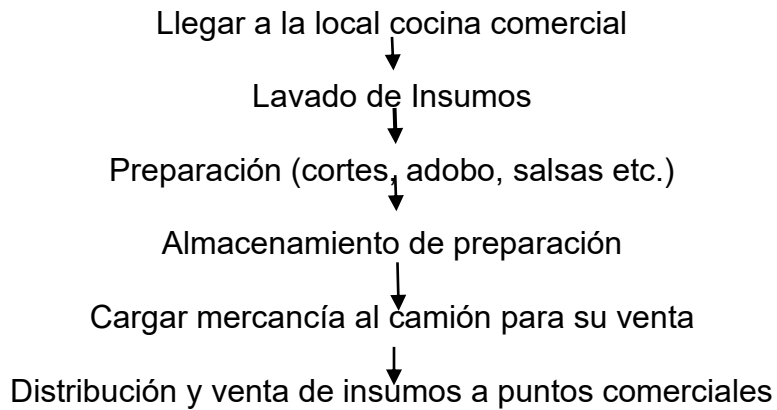 Llegar a la local cocina comercial
Lavado de Insumos
Preparación (cortes, adobo, salsas etc.)
Almacenamiento de preparación
Cargar mercancía al camión para su venta
Distribución y venta de insumos a puntos comerciales